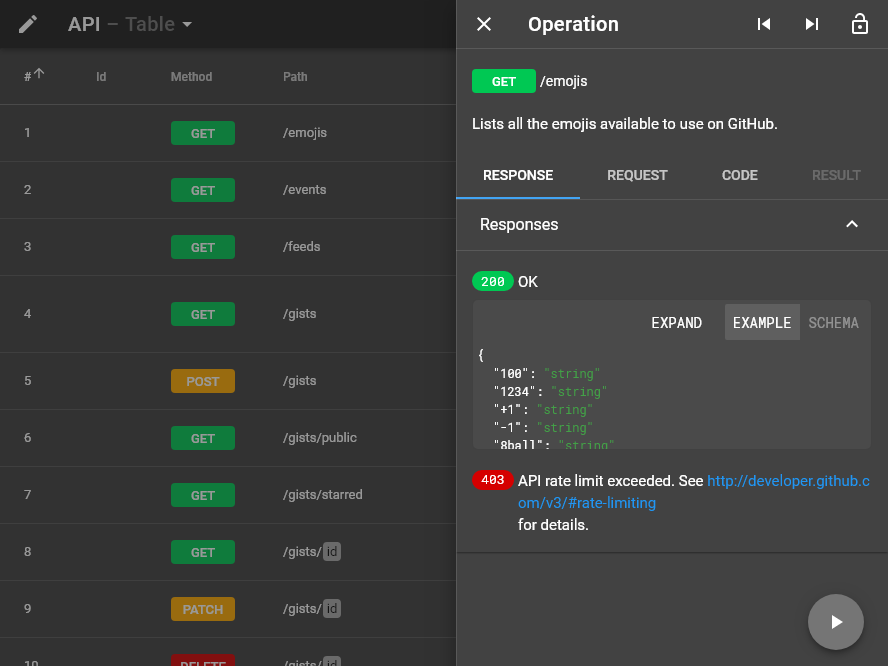 API – Table
# Id Method Path
1 GET /emojis
2 GET /events
3 GET /feeds
4 GET /gists
5 POST /gists
6 GET /gists/public
7 GET /gists/starred
8 GET /gists/ id
9 PATCH /gists/ id
10 DELETE /gists/ id
Operation
GET /emojis
Lists all the emojis available to use on GitHub.
RESPONSE REQUEST CODE RESULT
Responses
200 OK
EXPAND EXAMPLE SCHEMA
{
"100": "string"
"1234": "string"
"+1": "string"
"-1": "string"
"8ball": "string"
403 API rate limit exceeded. See http://developer.github.c
om/v3/#rate-limiting
for details.